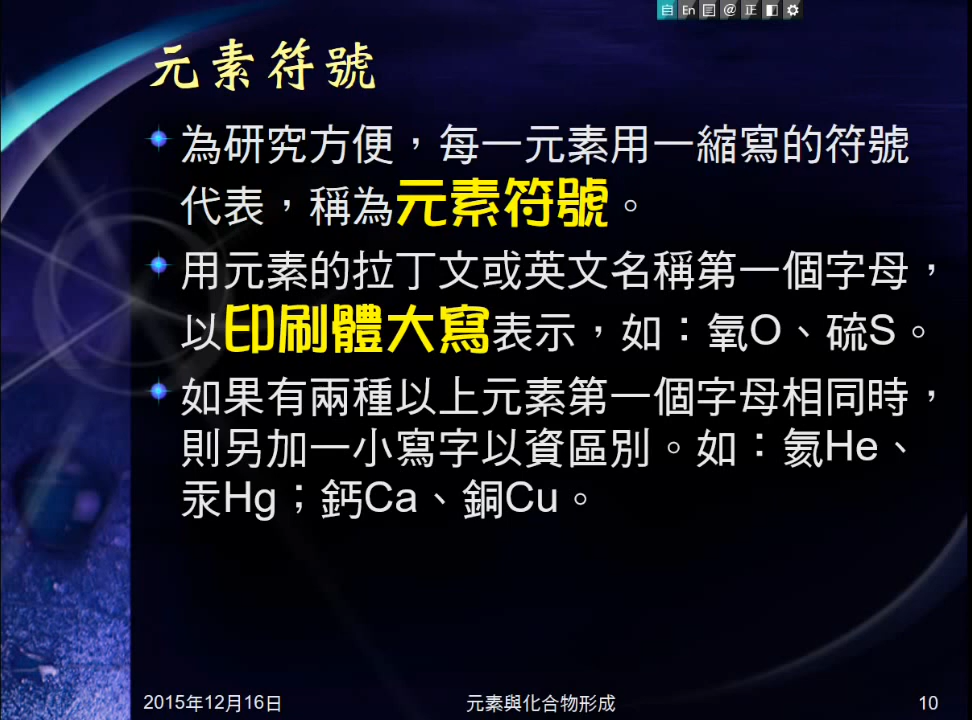 自 En @ 正
元素符號
為研究方便，每一元素用一縮寫的符號
代表，稱為元素符號。
用元素的拉丁文或英文名稱第一個字母，
以印刷體大寫表示，如：氧O、硫S。
如果有兩種以上元素第一個字母相同時，
則另加一小寫字以資區別。如：氦He、
汞Hg；鈣Ca、銅Cu。
2015年12月16日 元素與化合物形成 10